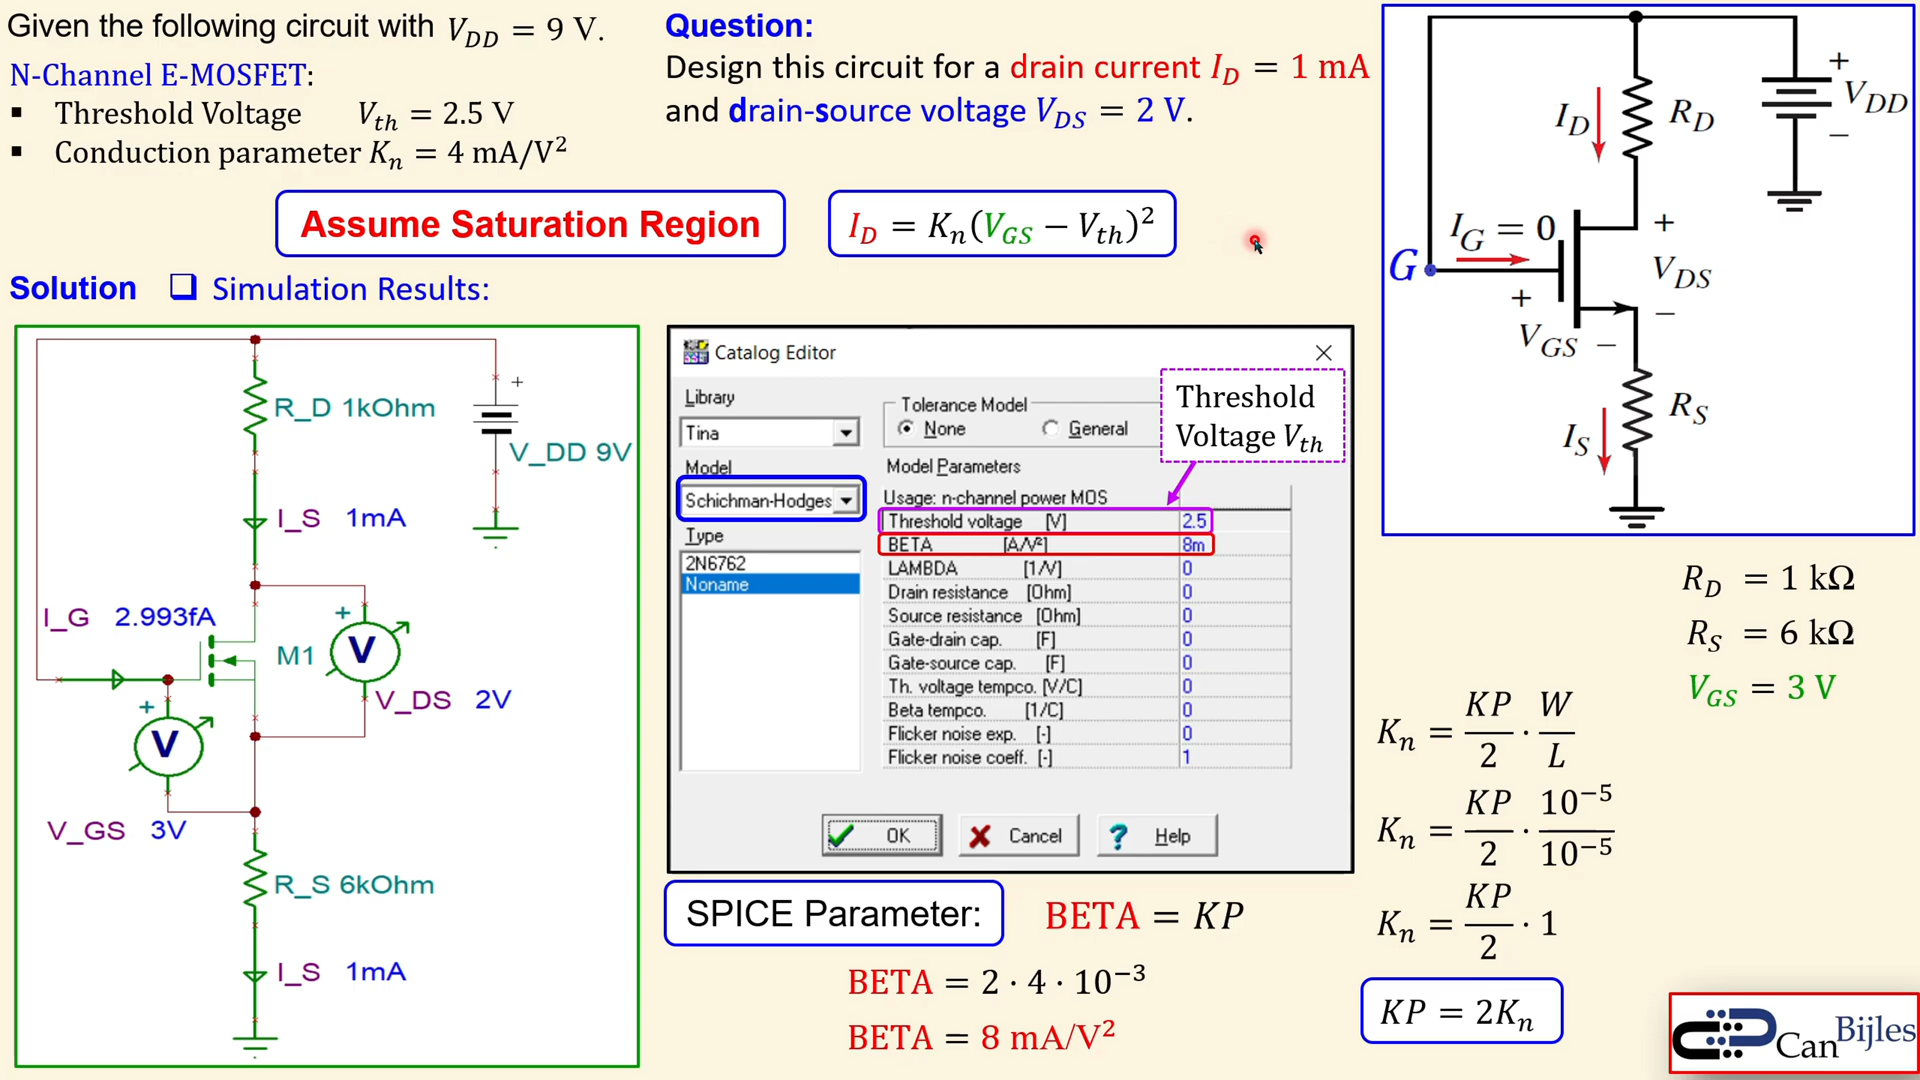 Given the following circuit with V_DD = 9 V.
N-Channel E-MOSFET:
▪ Threshold Voltage V_th = 2.5 V
▪ Conduction parameter K_n = 4 mA/V²
Question:
Design this circuit for a drain current I_D = 1 mA
and drain-source voltage V_DS = 2 V.
Assume Saturation Region
I_D = K_n(V_GS − V_th)²
Solution ❑ Simulation Results:
R_D 1kOhm
+
V_DD 9V
I_S 1mA
I_G 2.993fA
+
V
M1
V_DS 2V
+
V
V_GS 3V
R_S 6kOhm
I_S 1mA
Catalog Editor
Library
Tina
Model
Schichman-Hodges
Type
2N6762
Noname
Tolerance Model
None General
Model Parameters
Usage: n-channel power MOS
Threshold voltage [V] 2.5
BETA [A/V²] 8m
LAMBDA [1/V] 0
Drain resistance [Ohm] 0
Source resistance [Ohm] 0
Gate-drain cap. [F] 0
Gate-source cap. [F] 0
Th. voltage tempco. [V/C] 0
Beta tempco. [1/C] 0
Flicker noise exp. [-] 0
Flicker noise coeff. [-] 1
OK Cancel Help
Threshold
Voltage V_th
SPICE Parameter: BETA = KP
BETA = 2 · 4 · 10⁻³
BETA = 8 mA/V²
I_D
R_D
+
V_DD
−
I_G = 0
G
+
V_DS
−
+
V_GS −
R_S
I_S
R_D = 1 kΩ
R_S = 6 kΩ
V_GS = 3 V
K_n = KP/2 · W/L
K_n = KP/2 · 10⁻⁵/10⁻⁵
K_n = KP/2 · 1
KP = 2K_n
CanBijles